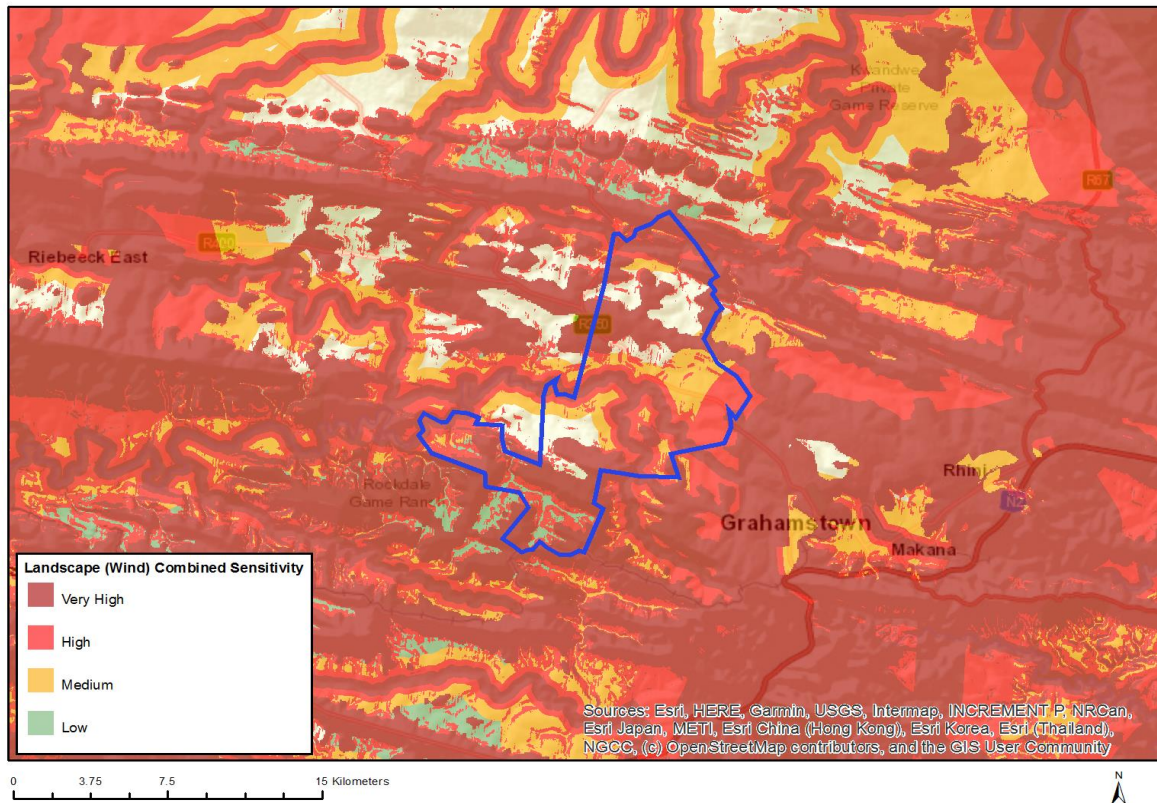 Kwandwe
Private
Game Reserve
R67
R400
Riebeeck East
Rockdale
Game Ranch
Rhini
N2
Grahamstown
Makana
Landscape (Wind) Combined Sensitivity
Very High
High
Medium
Low
Sources: Esri, HERE, Garmin, USGS, Intermap, INCREMENT P, NRCan,
Esri Japan, METI, Esri China (Hong Kong), Esri Korea, Esri (Thailand),
NGCC, (c) OpenStreetMap contributors, and the GIS User Community
0 3.75 7.5 15 Kilometers
N